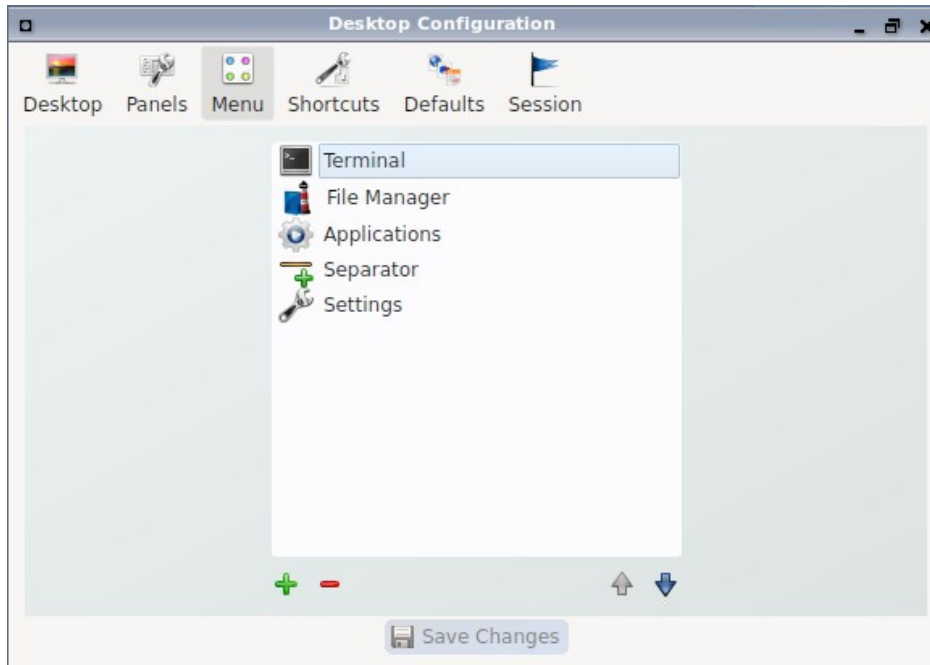 Desktop Configuration
Desktop Panels Menu Shortcuts Defaults Session
Terminal
File Manager
Applications
Separator
Settings
Save Changes